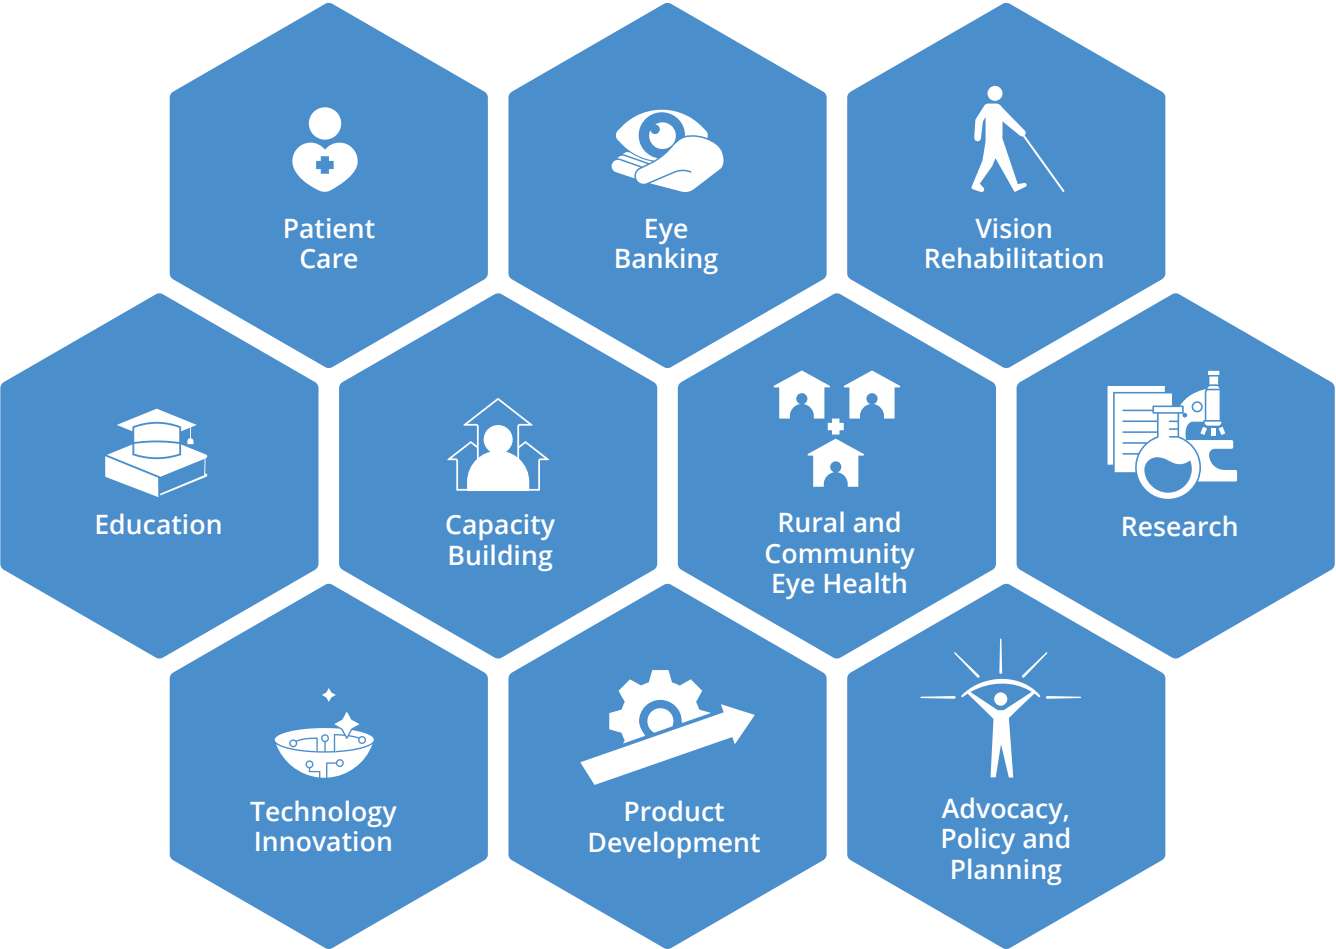 Patient
Care
Eye
Banking
Vision
Rehabilitation
Education
Capacity
Building
Rural and
Community
Eye Health
Research
Technology
Innovation
Product
Development
Advocacy,
Policy and
Planning